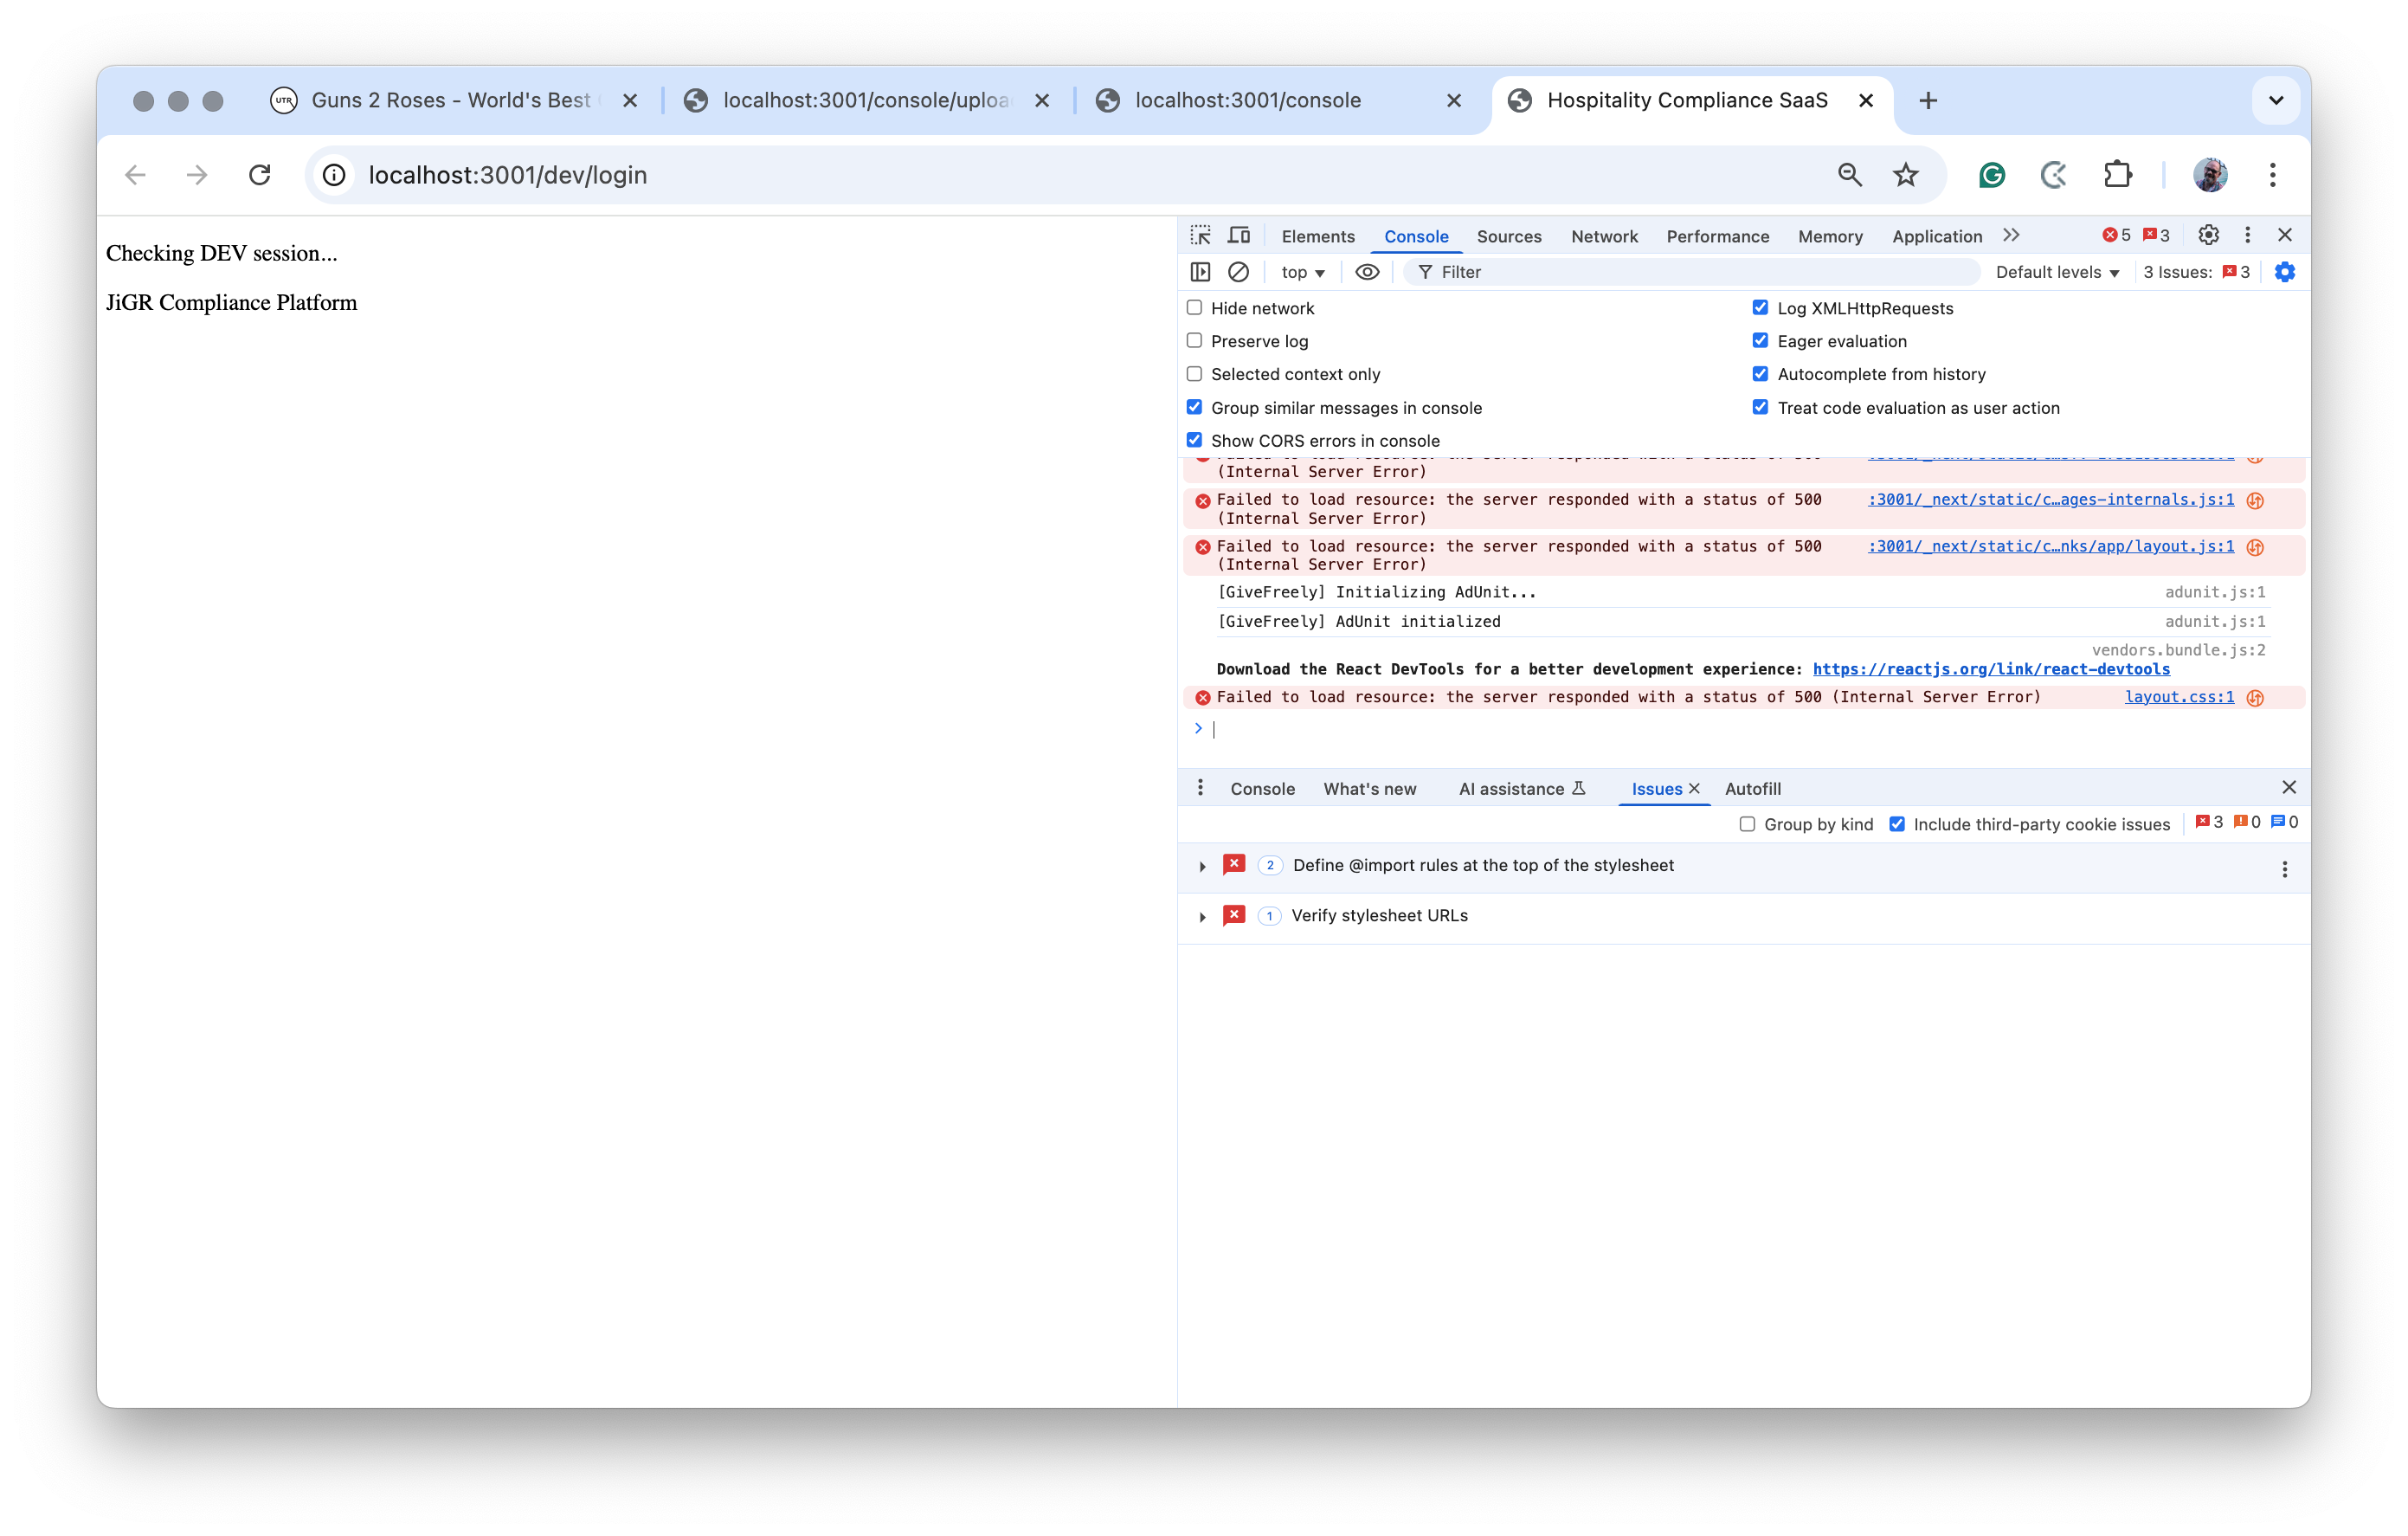 UTR Guns 2 Roses - World's Best
localhost:3001/console/uploa
localhost:3001/console
Hospitality Compliance SaaS
localhost:3001/dev/login
Checking DEV session...
JiGR Compliance Platform
Elements Console Sources Network Performance Memory Application 5 3
top Filter Default levels 3 Issues: 3
Hide network Log XMLHttpRequests
Preserve log Eager evaluation
Selected context only Autocomplete from history
Group similar messages in console Treat code evaluation as user action
Show CORS errors in console
(Internal Server Error)
Failed to load resource: the server responded with a status of 500 :3001/_next/static/c…ages-internals.js:1
(Internal Server Error)
Failed to load resource: the server responded with a status of 500 :3001/_next/static/c…nks/app/layout.js:1
(Internal Server Error)
[GiveFreely] Initializing AdUnit... adunit.js:1
[GiveFreely] AdUnit initialized adunit.js:1
vendors.bundle.js:2
Download the React DevTools for a better development experience: https://reactjs.org/link/react-devtools
Failed to load resource: the server responded with a status of 500 (Internal Server Error) layout.css:1
Console What's new AI assistance Issues Autofill
Group by kind Include third-party cookie issues 3 0 0
2 Define @import rules at the top of the stylesheet
1 Verify stylesheet URLs